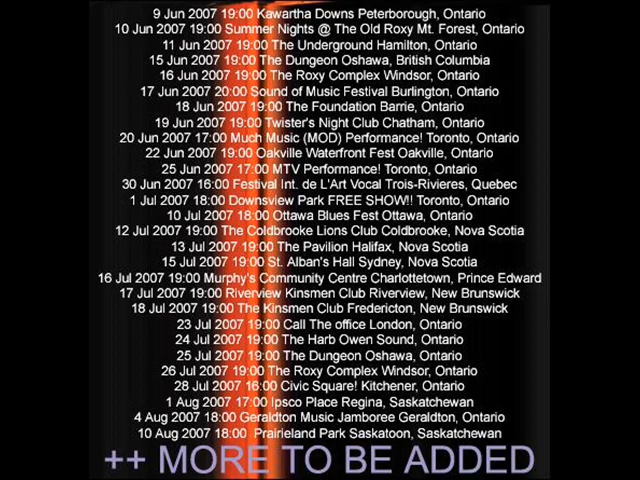 9 Jun 2007 19:00 Kawartha Downs Peterborough, Ontario
10 Jun 2007 19:00 Summer Nights @ The Old Roxy Mt. Forest, Ontario
11 Jun 2007 19:00 The Underground Hamilton, Ontario
15 Jun 2007 19:00 The Dungeon Oshawa, British Columbia
16 Jun 2007 19:00 The Roxy Complex Windsor, Ontario
17 Jun 2007 20:00 Sound of Music Festival Burlington, Ontario
18 Jun 2007 19:00 The Foundation Barrie, Ontario
19 Jun 2007 19:00 Twister's Night Club Chatham, Ontario
20 Jun 2007 17:00 Much Music (MOD) Performance! Toronto, Ontario
22 Jun 2007 19:00 Oakville Waterfront Fest Oakville, Ontario
25 Jun 2007 17:00 MTV Performance! Toronto, Ontario
30 Jun 2007 16:00 Festival Int. de L'Art Vocal Trois-Rivieres, Quebec
1 Jul 2007 18:00 Downsview Park FREE SHOW!! Toronto, Ontario
10 Jul 2007 18:00 Ottawa Blues Fest Ottawa, Ontario
12 Jul 2007 19:00 The Coldbrooke Lions Club Coldbrooke, Nova Scotia
13 Jul 2007 19:00 The Pavilion Halifax, Nova Scotia
15 Jul 2007 19:00 St. Alban's Hall Sydney, Nova Scotia
16 Jul 2007 19:00 Murphy's Community Centre Charlottetown, Prince Edward
17 Jul 2007 19:00 Riverview Kinsmen Club Riverview, New Brunswick
18 Jul 2007 19:00 The Kinsmen Club Fredericton, New Brunswick
23 Jul 2007 19:00 Call The office London, Ontario
24 Jul 2007 19:00 The Harb Owen Sound, Ontario
25 Jul 2007 19:00 The Dungeon Oshawa, Ontario
26 Jul 2007 19:00 The Roxy Complex Windsor, Ontario
28 Jul 2007 16:00 Civic Square! Kitchener, Ontario
1 Aug 2007 17:00 Ipsco Place Regina, Saskatchewan
4 Aug 2007 18:00 Geraldton Music Jamboree Geraldton, Ontario
10 Aug 2007 18:00 Prairieland Park Saskatoon, Saskatchewan
++ MORE TO BE ADDED